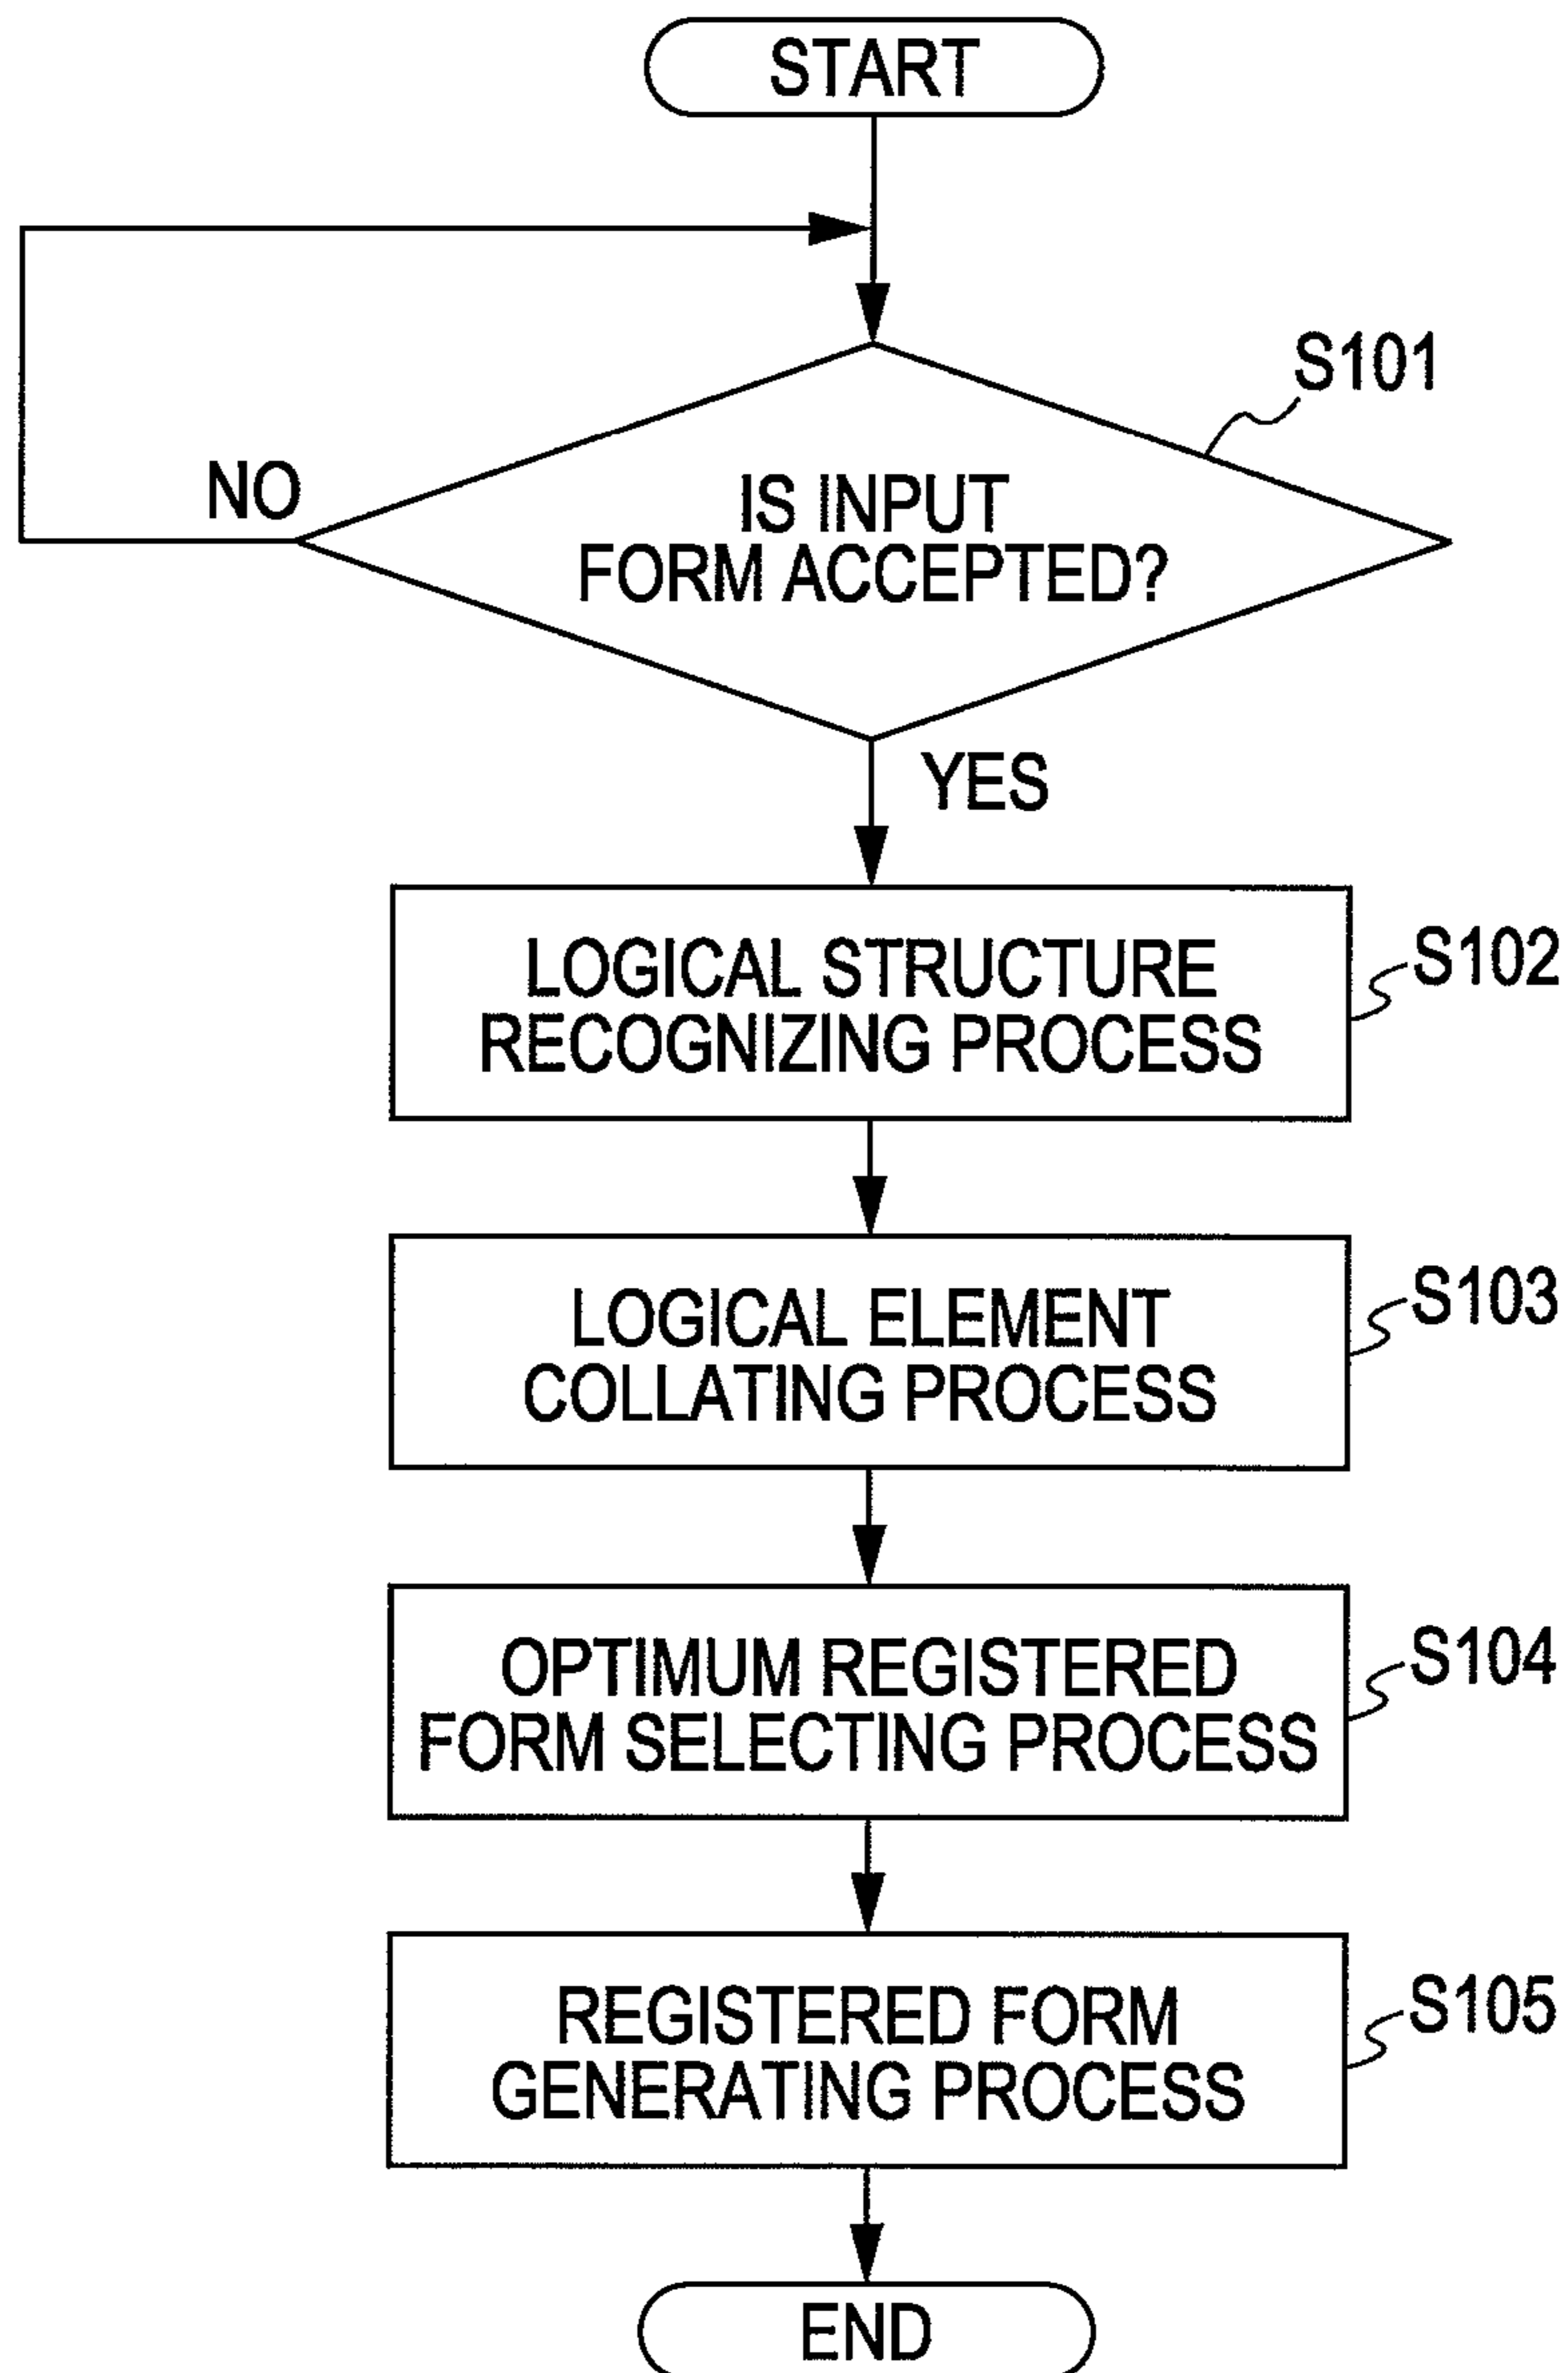 START
S101
IS INPUT
FORM ACCEPTED?
NO
YES
LOGICAL STRUCTURE
RECOGNIZING PROCESS
S102
LOGICAL ELEMENT
COLLATING PROCESS
S103
OPTIMUM REGISTERED
FORM SELECTING PROCESS
S104
REGISTERED FORM
GENERATING PROCESS
S105
END